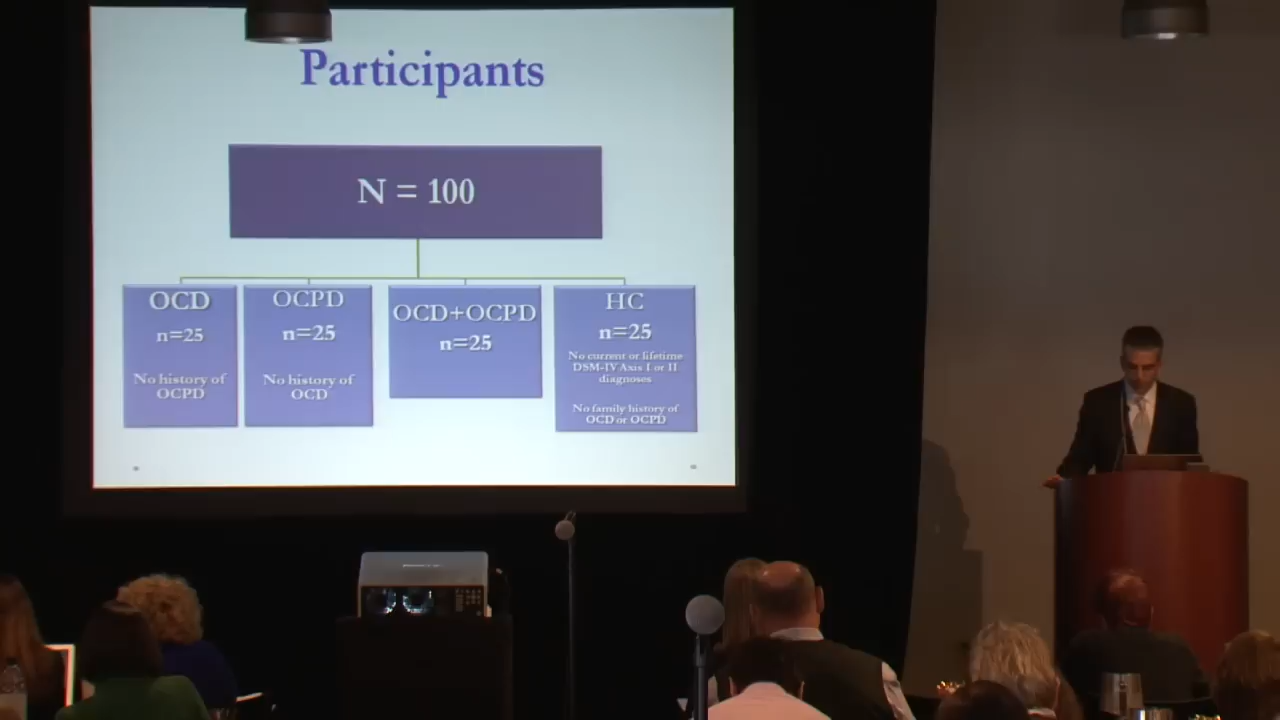 Participants
N = 100
OCD
n=25
No history of
OCPD
OCPD
n=25
No history of
OCD
OCD+OCPD
n=25
HC
n=25
No current or lifetime
DSM-IV Axis I or II
diagnoses
No family history of
OCD or OCPD